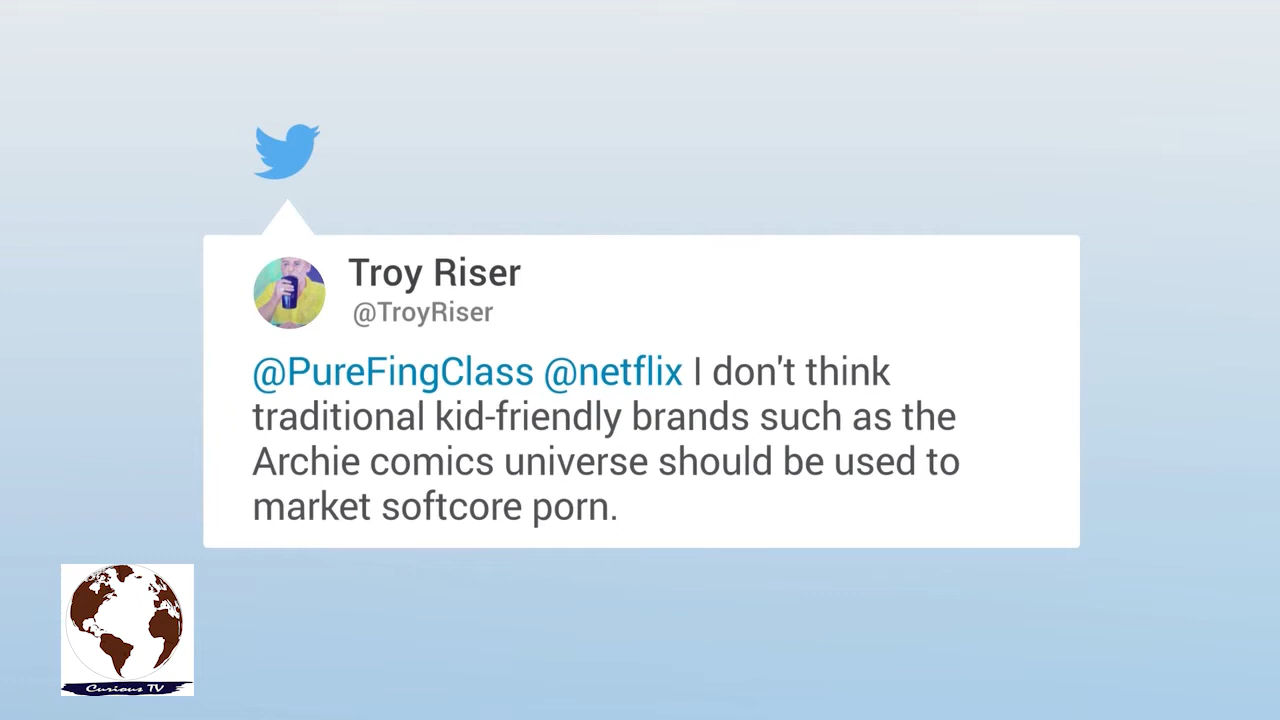 Troy Riser
@TroyRiser
@PureFingClass @netflix I don't think
traditional kid-friendly brands such as the
Archie comics universe should be used to
market softcore porn.
Curious TV